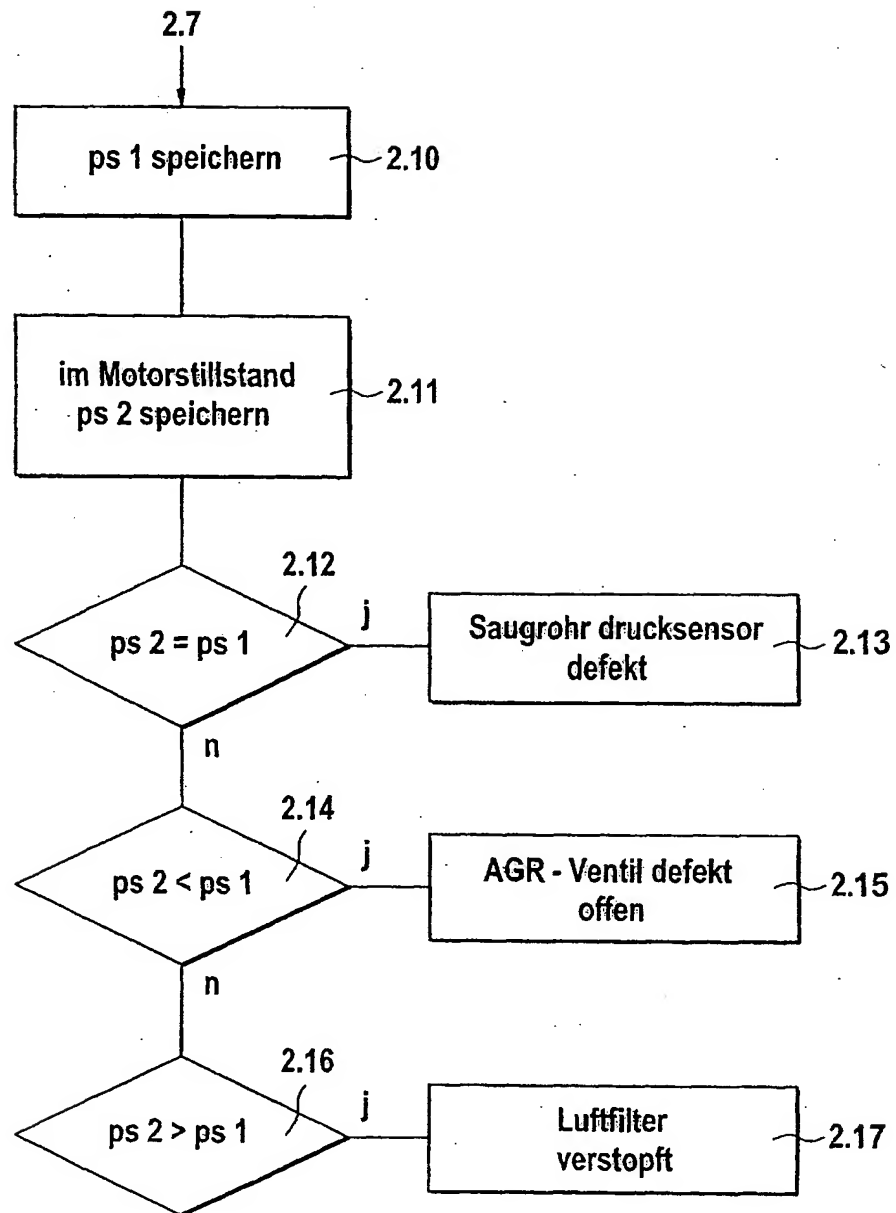 2.7
ps 1 speichern
2.10
im Motorstillstand
ps 2 speichern
2.11
2.12
ps 2 = ps 1
j
Saugrohr drucksensor
defekt
2.13
n
2.14
ps 2 < ps 1
j
AGR - Ventil defekt
offen
2.15
n
2.16
ps 2 > ps 1
j
Luftfilter
verstopft
2.17